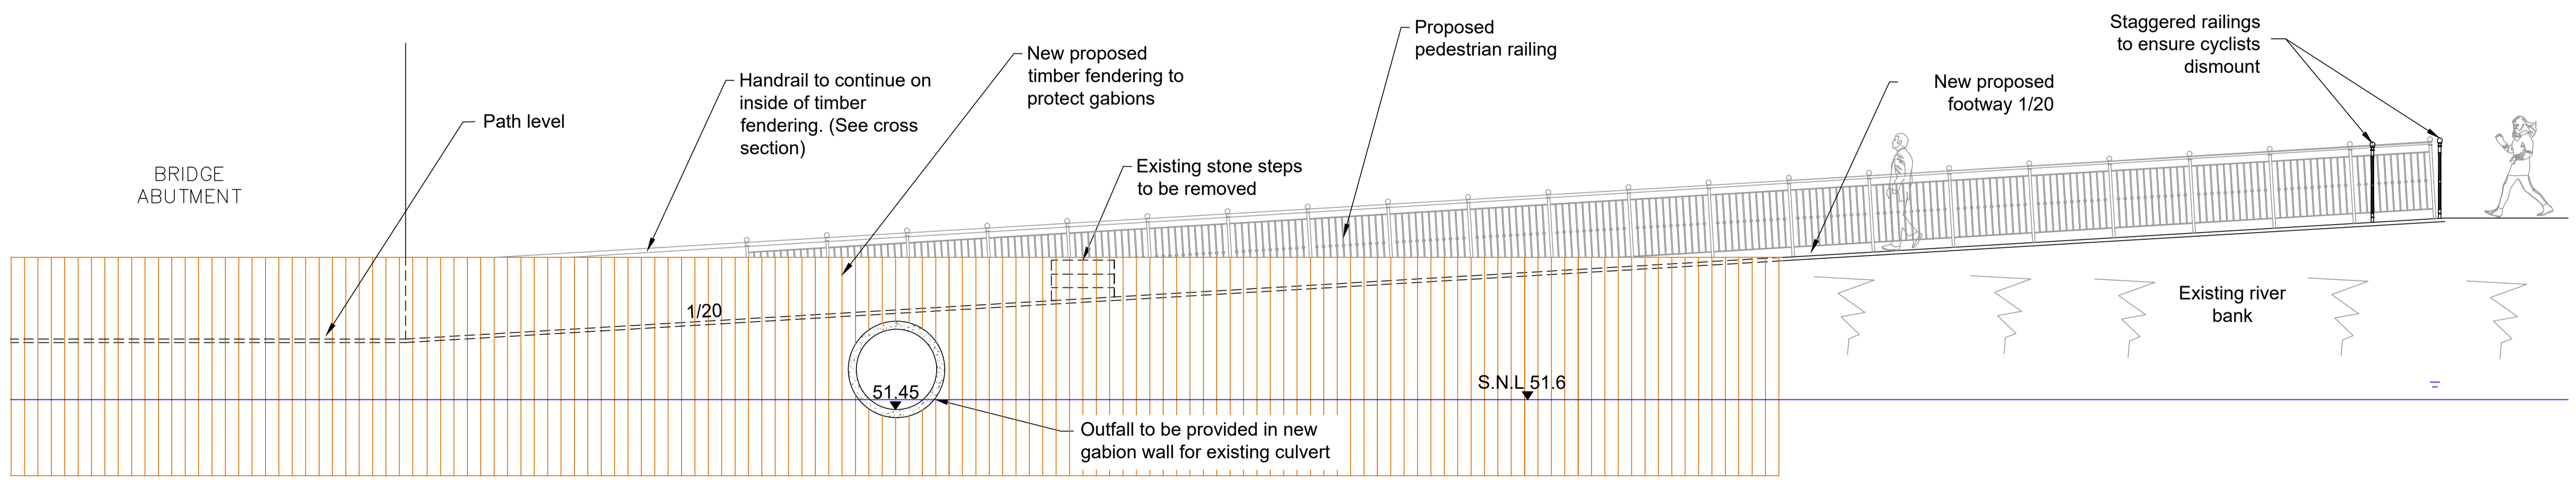 BRIDGE
ABUTMENT
Path level
Handrail to continue on
inside of timber
fendering. (See cross
section)
New proposed
timber fendering to
protect gabions
Existing stone steps
to be removed
Proposed
pedestrian railing
New proposed
footway 1/20
Staggered railings
to ensure cyclists
dismount
1/20
51.45
S.N.L 51.6
Outfall to be provided in new
gabion wall for existing culvert
Existing river
bank